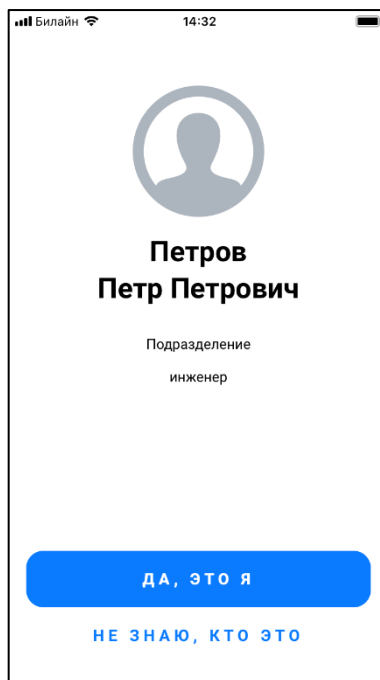 Билайн 14:32
Петров
Петр Петрович
Подразделение
инженер
ДА, ЭТО Я
НЕ ЗНАЮ, КТО ЭТО